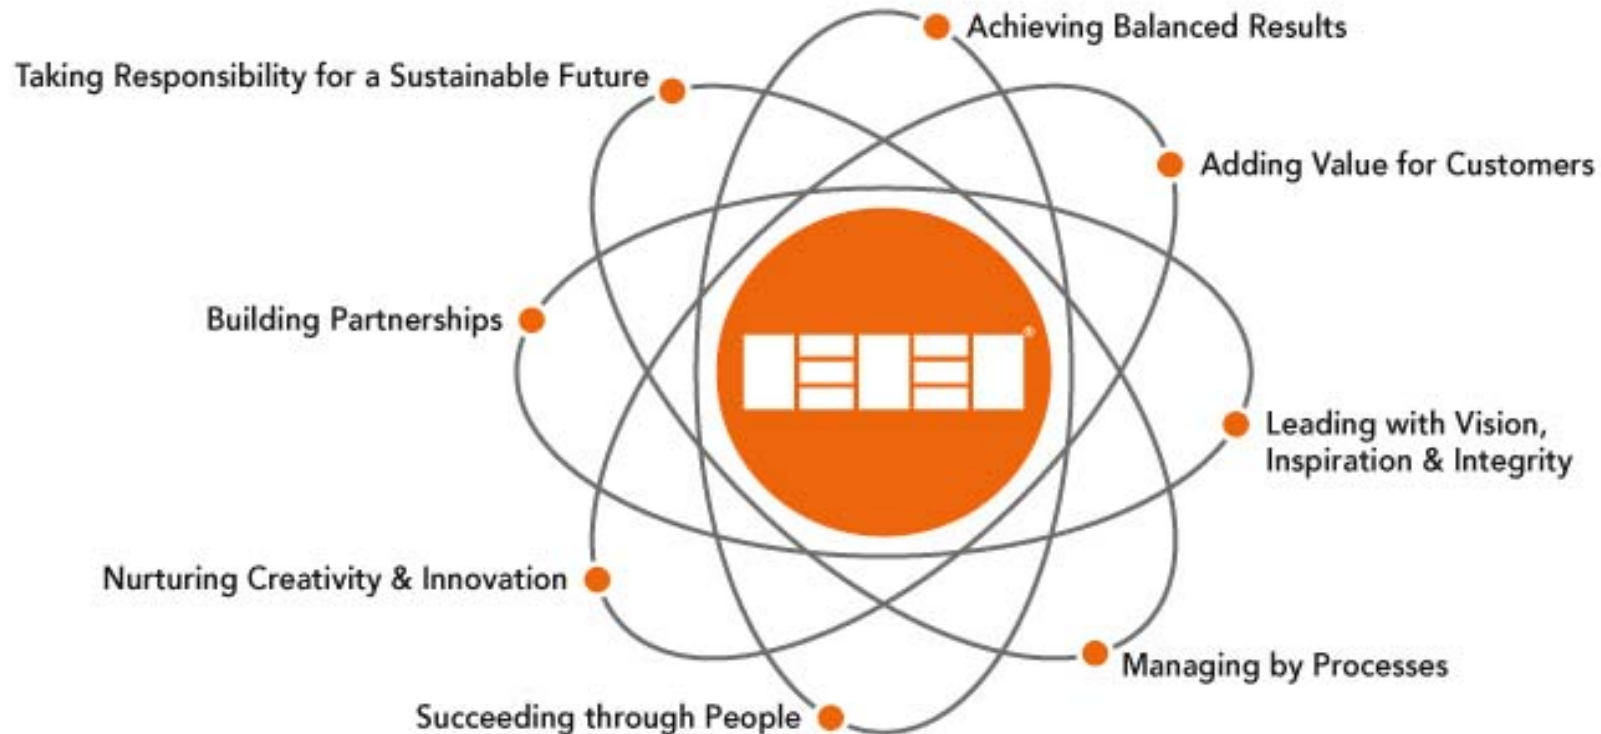 Achieving Balanced Results
Taking Responsibility for a Sustainable Future
Adding Value for Customers
Building Partnerships
®
Leading with Vision,
Inspiration & Integrity
Nurturing Creativity & Innovation
Managing by Processes
Succeeding through People